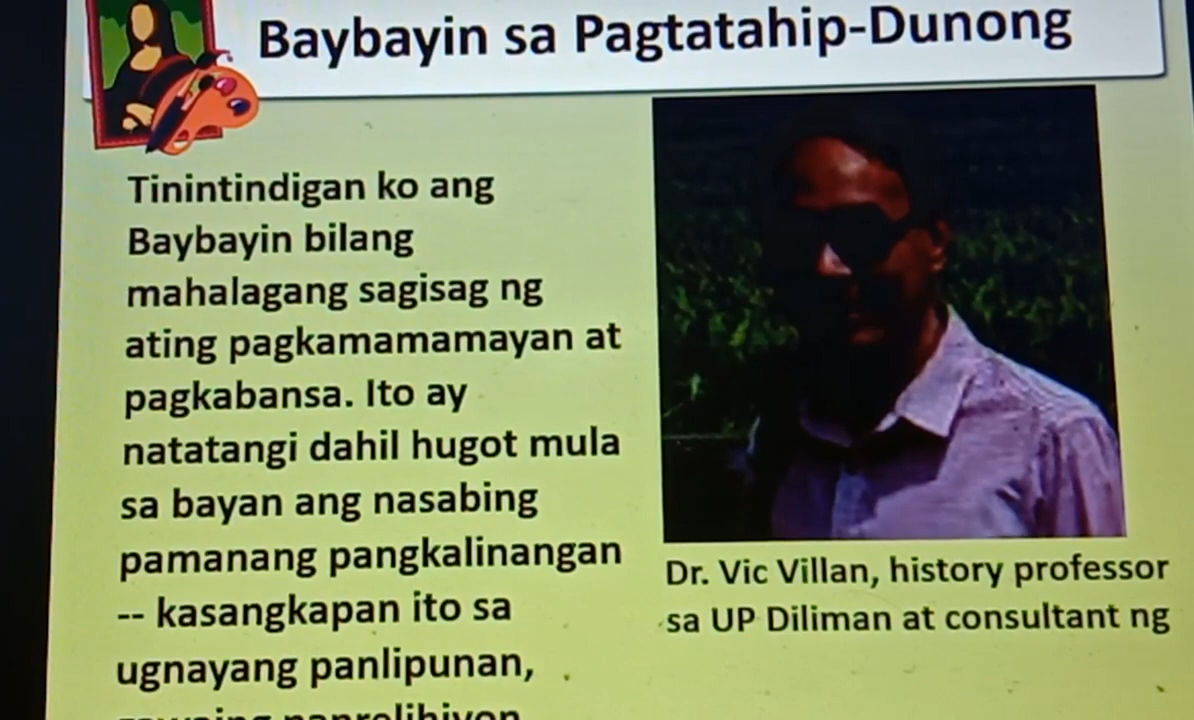 Baybayin sa Pagtatahip-Dunong
Tinintindigan ko ang
Baybayin bilang
mahalagang sagisag ng
ating pagkamamamayan at
pagkabansa. Ito ay
natatangi dahil hugot mula
sa bayan ang nasabing
pamanang pangkalinangan
-- kasangkapan ito sa
ugnayang panlipunan,
Dr. Vic Villan, history professor
sa UP Diliman at consultant ng